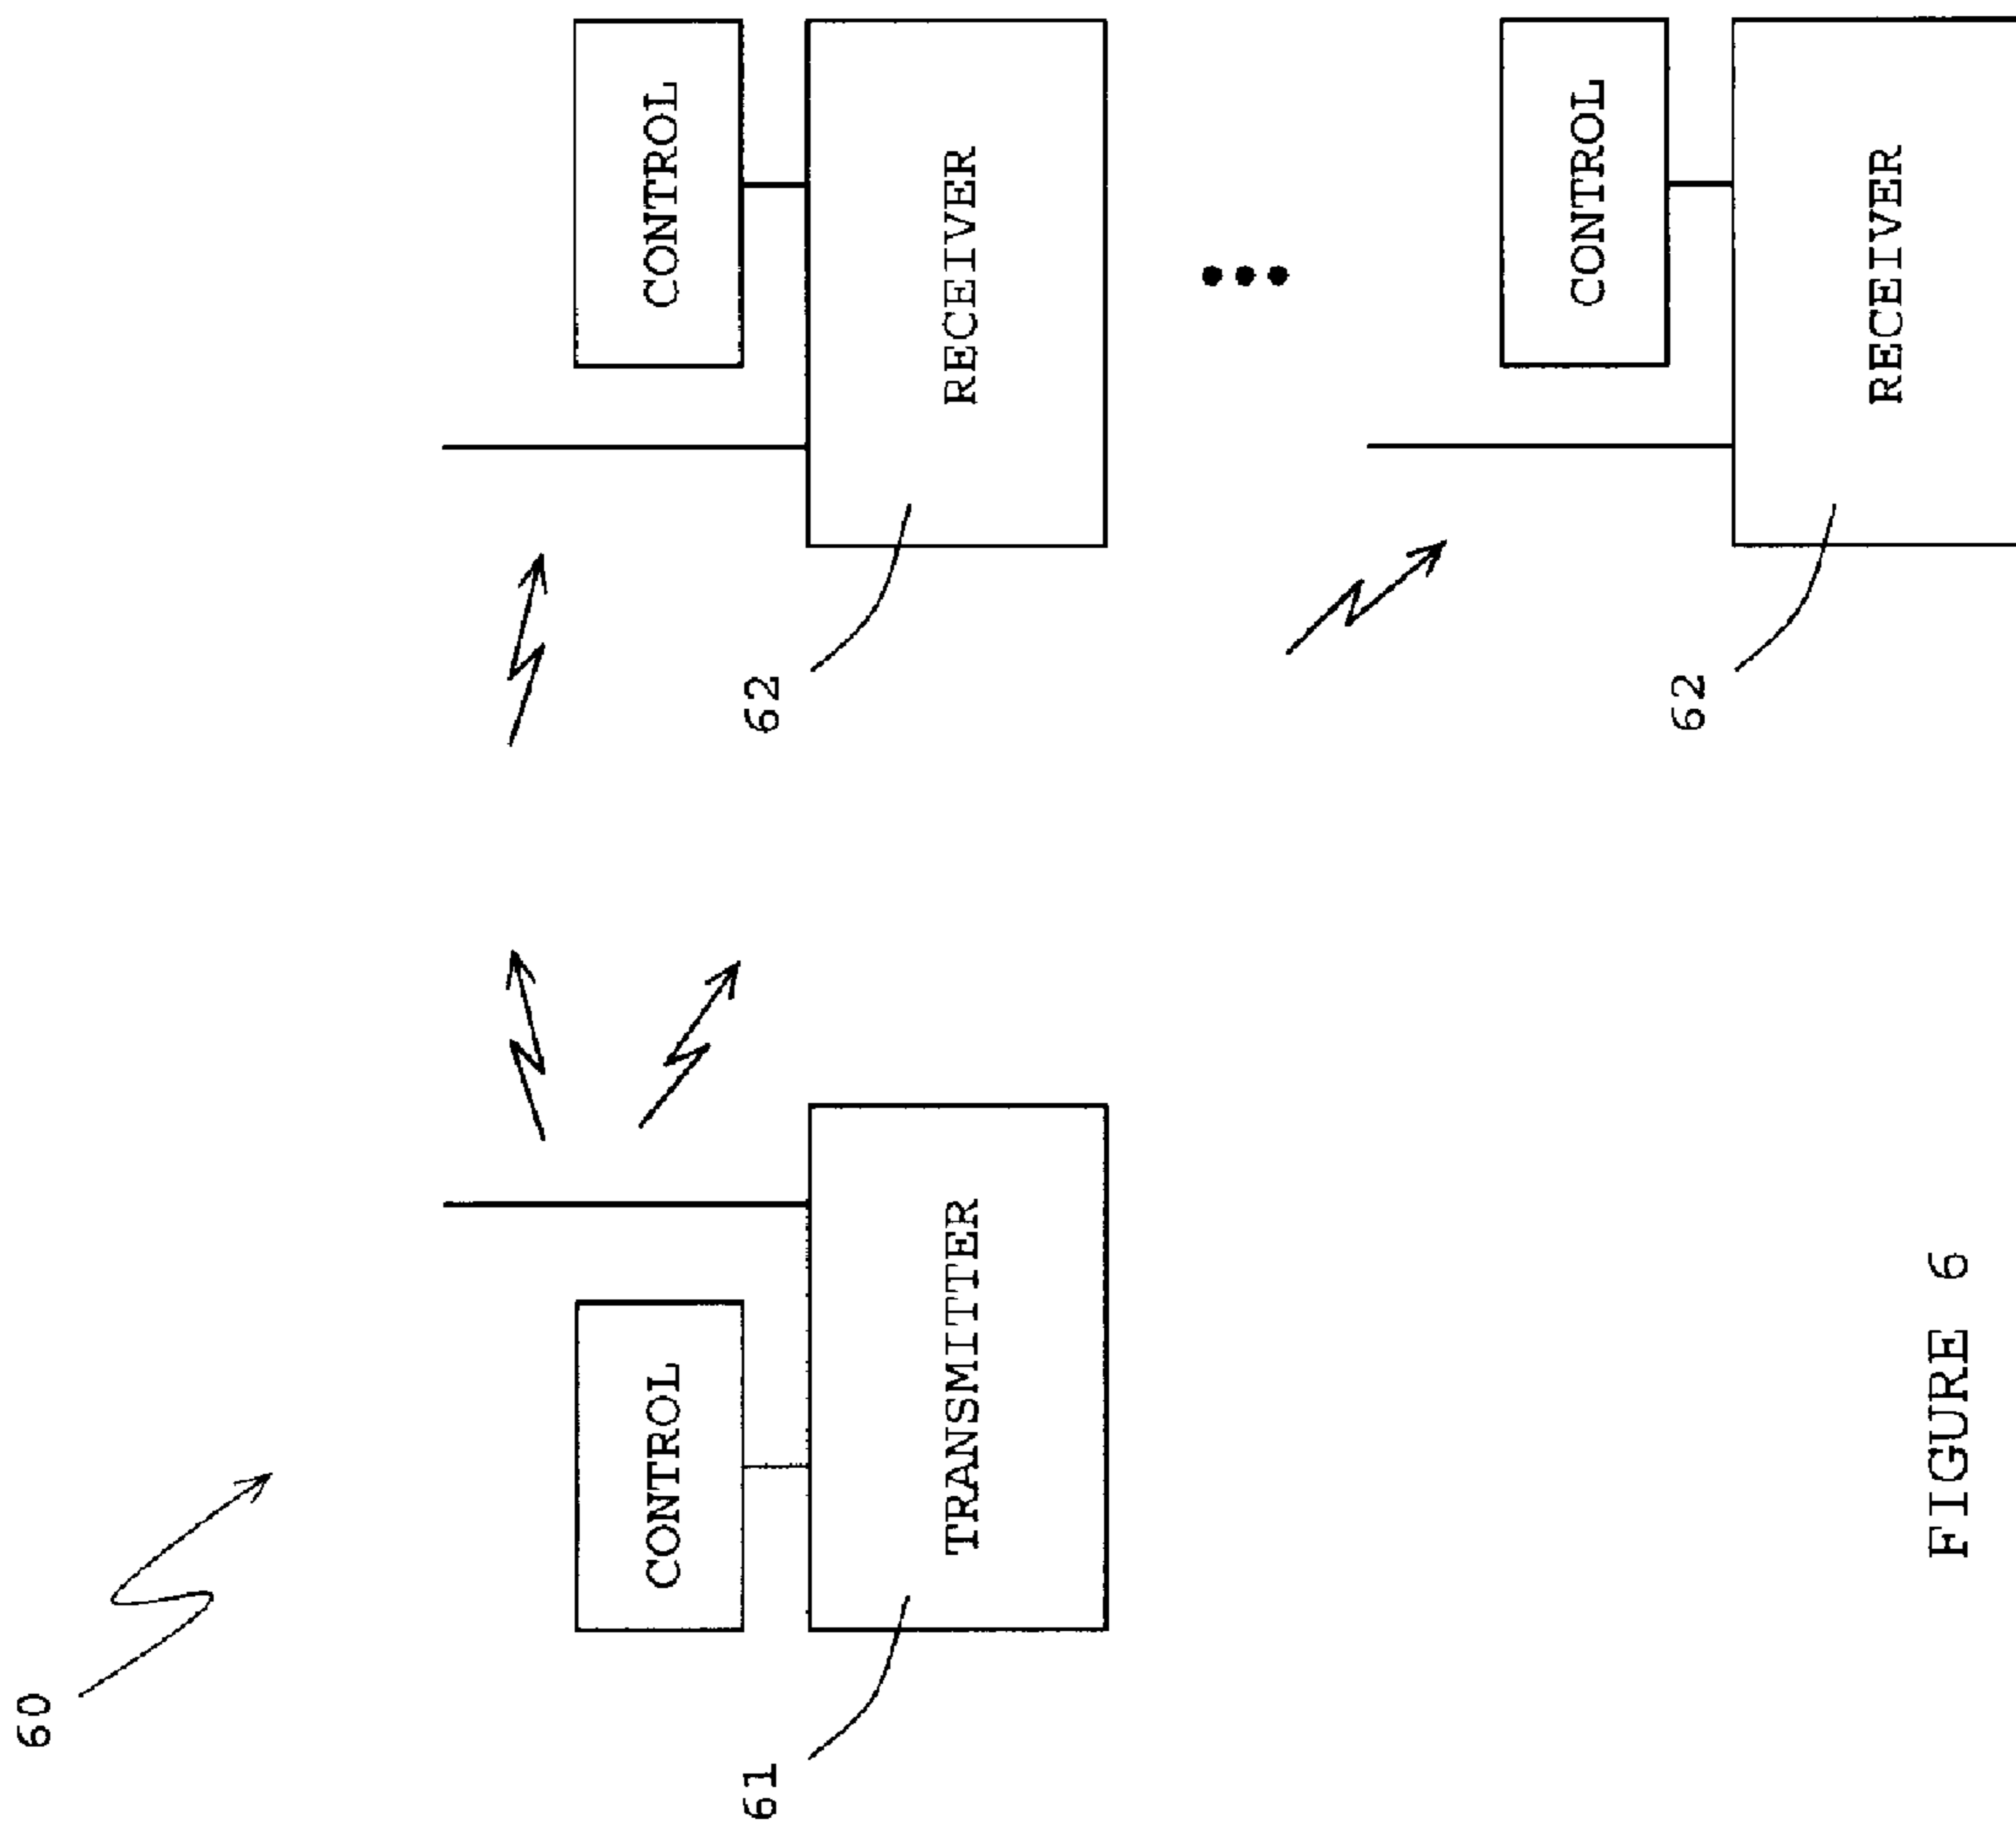 60
CONTROL
CONTROL
61
TRANSMITTER
62
RECEIVER
CONTROL
62
RECEIVER
FIGURE 6